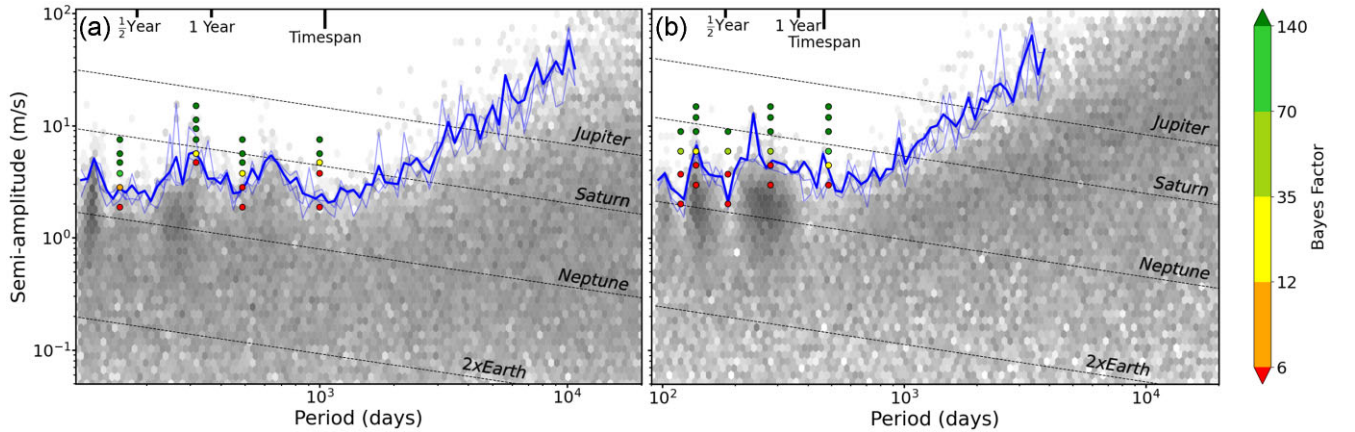 (a)
½Year
1 Year
Timespan
Semi-amplitude (m/s)
10²
10¹
10⁰
10⁻¹
Jupiter
Saturn
Neptune
2xEarth
10³
10⁴
Period (days)
(b)
½Year
1 Year
Timespan
Jupiter
Saturn
Neptune
2xEarth
10²
10³
10⁴
Period (days)
140
70
35
12
6
Bayes Factor